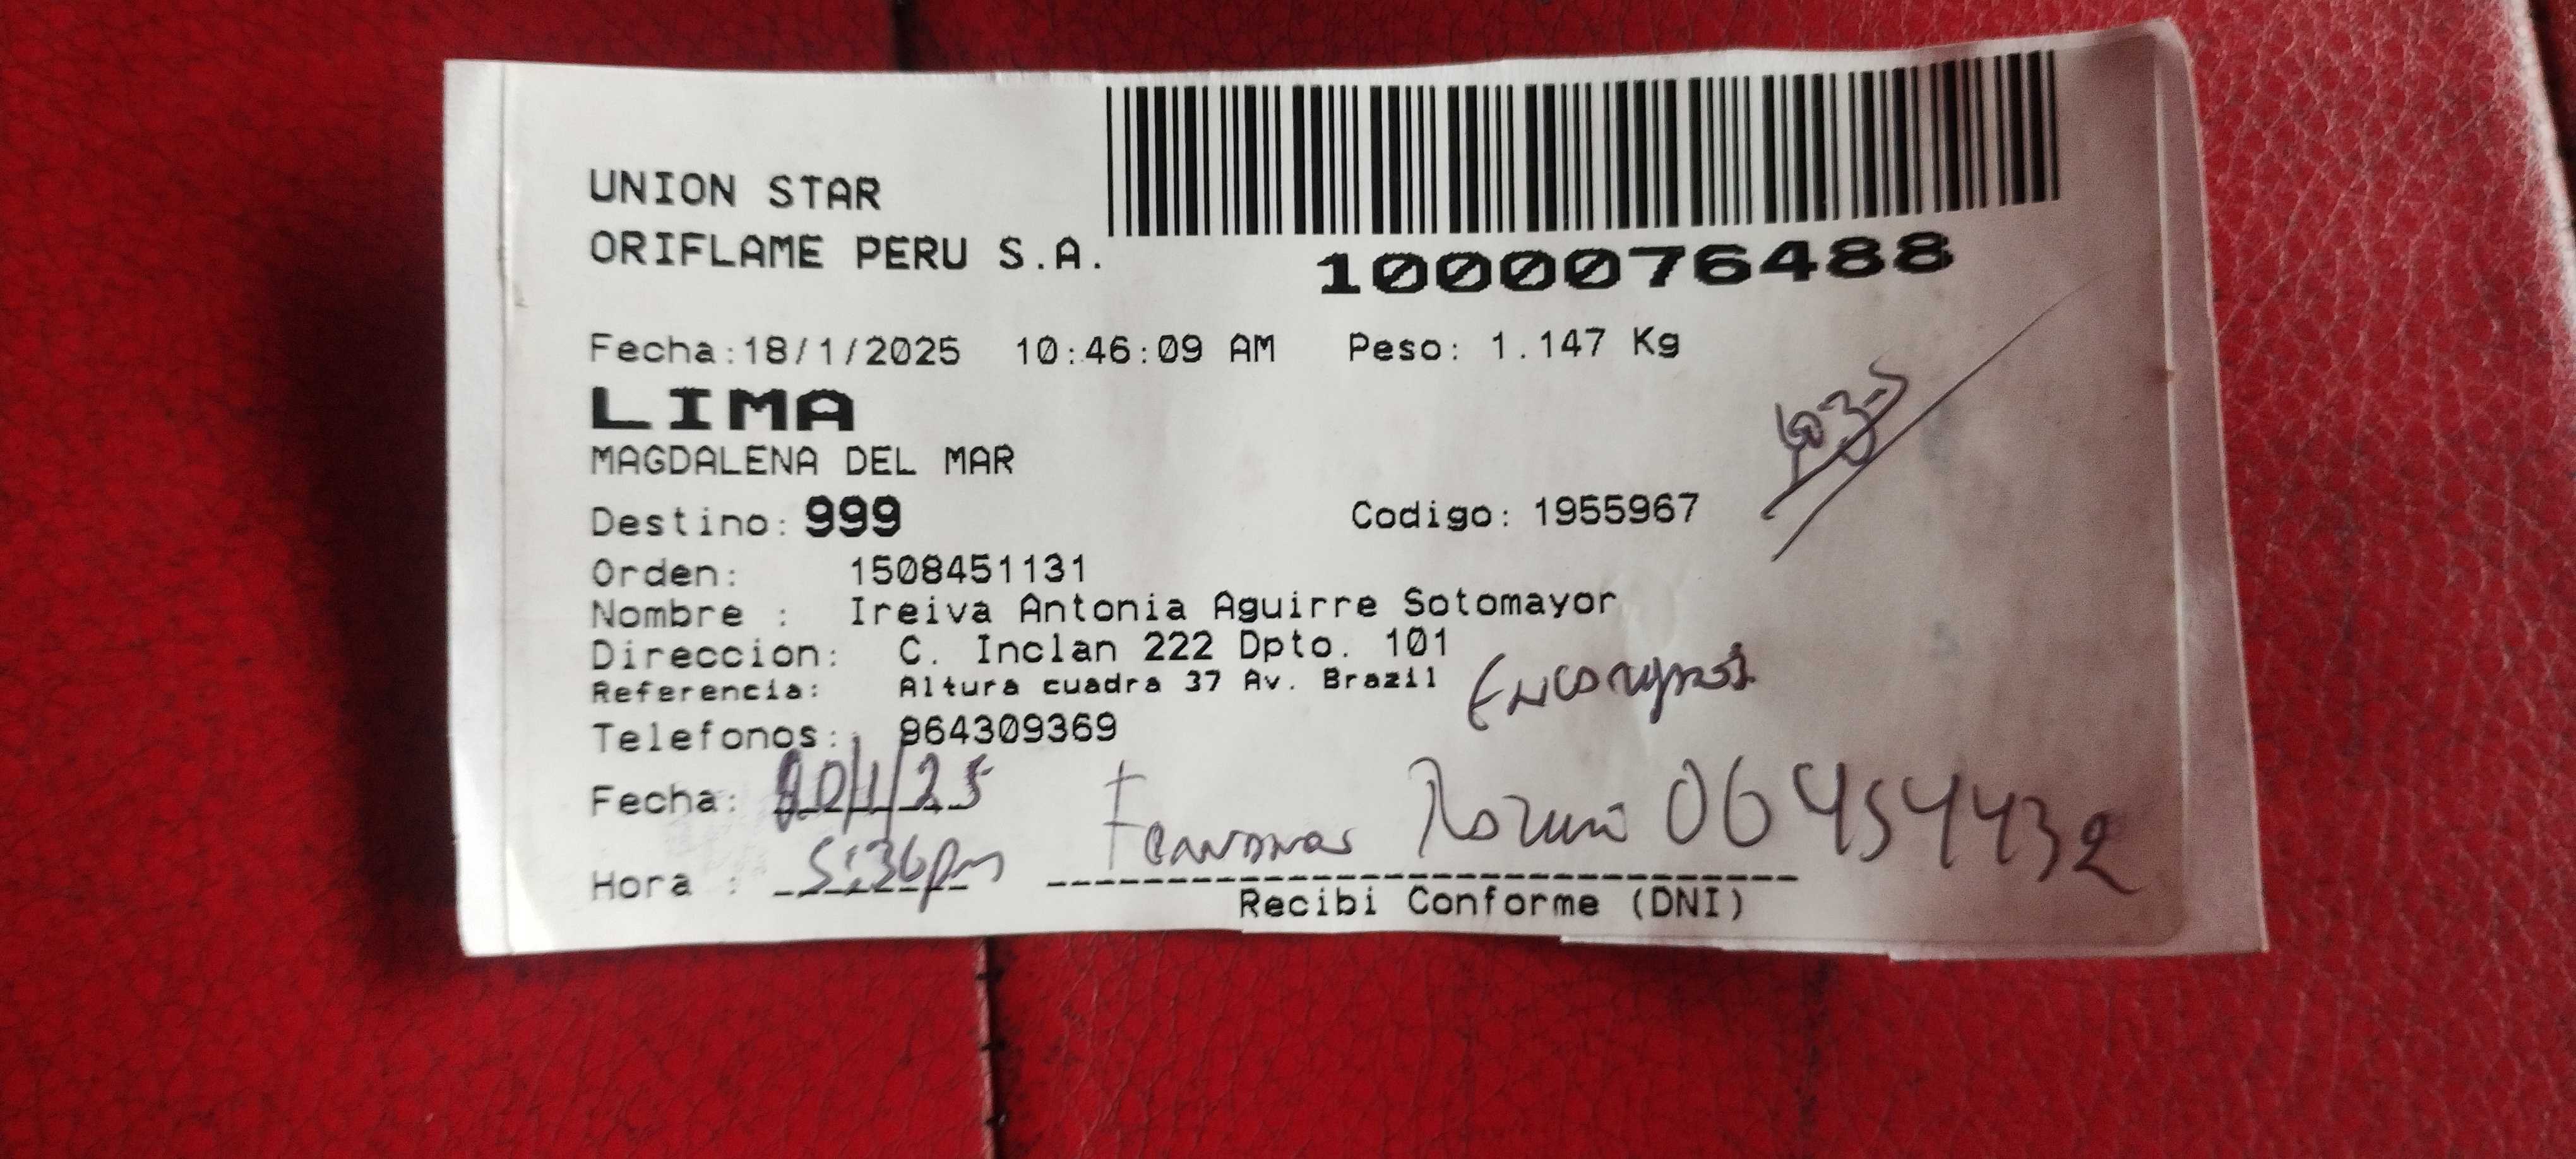 UNION STAR
ORIFLAME PERU S.A.
1000076488
Fecha:18/1/2025 10:46:09 AM Peso: 1.147 Kg
LIMA
MAGDALENA DEL MAR
Destino: 999 Codigo: 1955967
Orden: 1508451131
Nombre : Ireiva Antonia Aguirre Sotomayor
Direccion: C. Inclan 222 Dpto. 101
Referencia: Altura cuadra 37 Av. Brazil
Telefonos: 964309369
Fecha: 20/1/25
Hora : 5:36pm 06454432
Recibi Conforme (DNI)